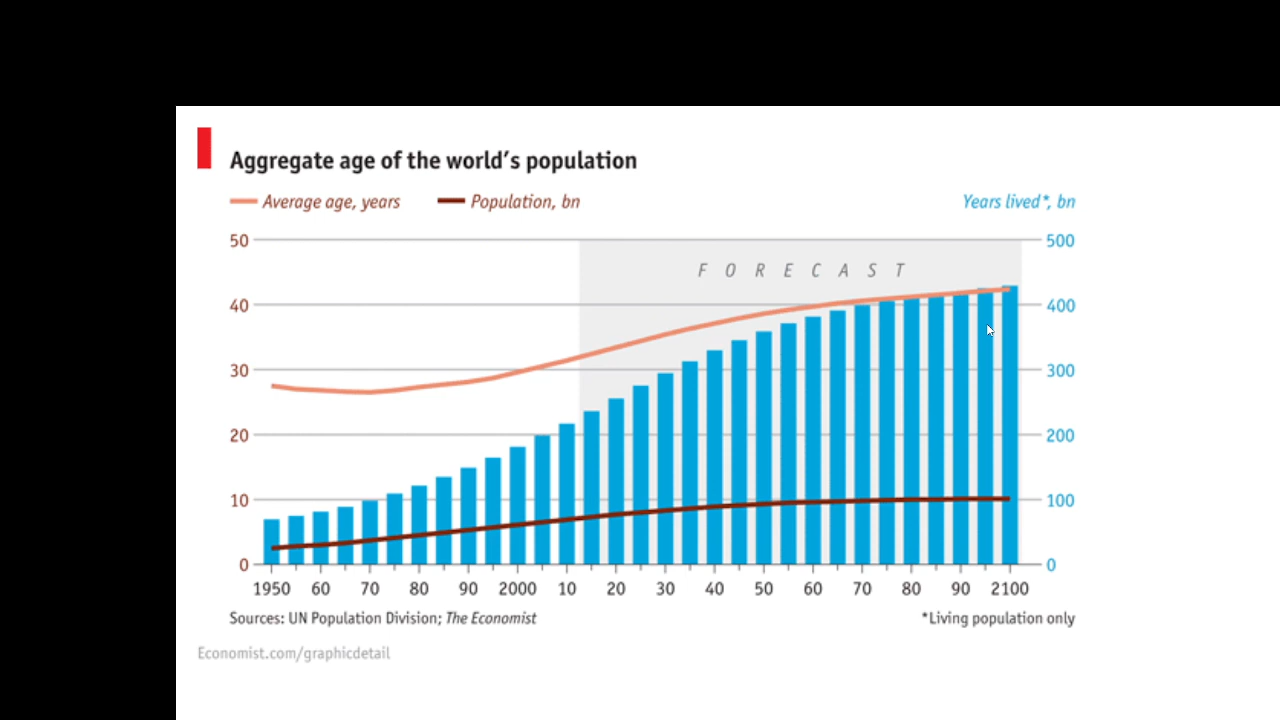 Aggregate age of the world's population
Average age, years Population, bn Years lived*, bn
50 500
FORECAST
40 400
30 300
20 200
10 100
0 0
1950 60 70 80 90 2000 10 20 30 40 50 60 70 80 90 2100
Sources: UN Population Division; The Economist *Living population only
Economist.com/graphicdetail